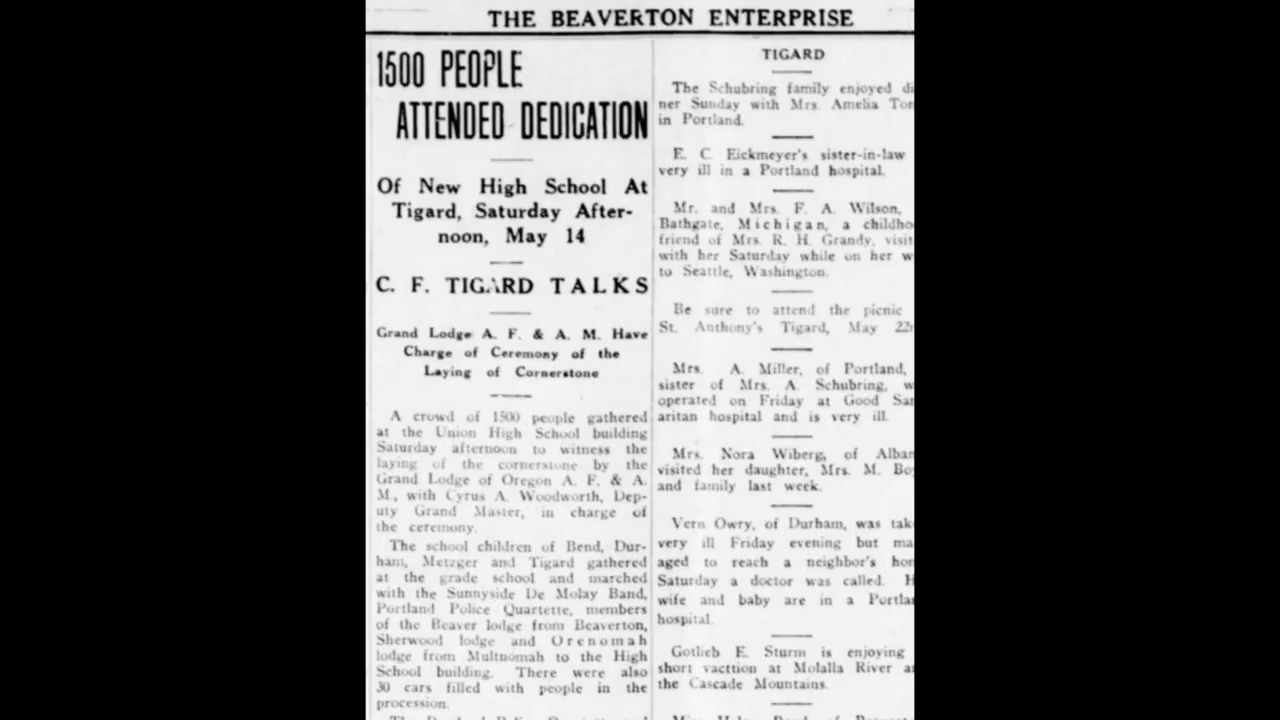 THE BEAVERTON ENTERPRISE
1500 PEOPLE
ATTENDED DEDICATION
Of New High School At
Tigard, Saturday After-
noon, May 14
C. F. TIGARD TALKS
Grand Lodge A. F. & A. M. Have
Charge of Ceremony of the
Laying of Cornerstone
A crowd of 1500 people gathered
at the Union High School building
Saturday afternoon to witness the
laying of the cornerstone by the
Grand Lodge of Oregon A. F. & A.
M., with Cyrus A. Woodworth, Dep-
uty Grand Master, in charge of
the ceremony.
The school children of Bend, Dur-
ham, Metzger and Tigard gathered
at the grade school and marched
with the Sunnyside De Molay Band,
Portland Police Quartette, members
of the Beaver lodge from Beaverton,
Sherwood lodge and Orenomah
lodge from Multnomah to the High
School building. There were also
30 cars filled with people in the
procession.
TIGARD
The Schubring family enjoyed di
ner Sunday with Mrs. Amelia
in Portland.
E. C. Eickmeyer's sister-in-law
very ill in a Portland hospital.
Mr. and Mrs. F. A. Wilson,
Bathgate, Michigan, a childho
friend of Mrs. R. H. Grandy, visit
with her Saturday while on her w
to Seattle, Washington.
Be sure to attend the picnic
St. Anthony's Tigard, May 22
Mrs. A. Miller, of Portland,
sister of Mrs. A. Schubring, w
operated on Friday at Good Sa
aritan hospital and is very ill.
Mrs. Nora Wiberg, of Alban
visited her daughter, Mrs. M. Bo
and family last week.
Vern Owry, of Durham, was tak
very ill Friday evening but ma
aged to reach a neighbor's ho
Saturday a doctor was called. H
wife and baby are in a Portla
hospital.
Gotlieb E. Sturm is enjoying
short vacttion at Molalla River a
the Cascade Mountains.